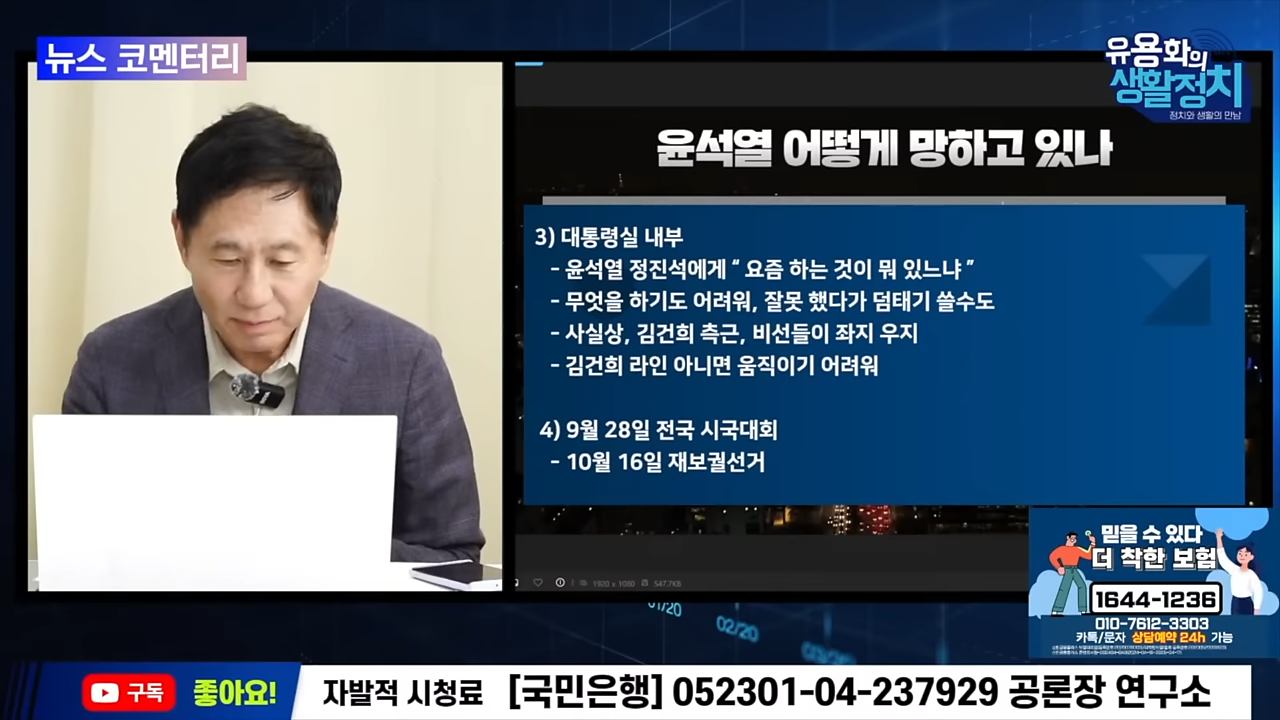 뉴스 코멘터리
유용화의
생활정치
정치와 생활의 만남
윤석열 어떻게 망하고 있나
3) 대통령실 내부
- 윤석열 정진석에게 “ 요즘 하는 것이 뭐 있느냐 ”
- 무엇을 하기도 어려워, 잘못 했다가 덤태기 쓸수도
- 사실상, 김건희 측근, 비선들이 좌지 우지
- 김건희 라인 아니면 움직이기 어려워
4) 9월 28일 전국 시국대회
- 10월 16일 재보궐선거
1920 x 1080
547.7KB
믿을 수 있다
더 착한 보험
1644-1236
010-7612-3303
카톡/문자 상담예약 24h 가능
01/20
02/20
구독
좋아요!
자발적 시청료 [국민은행] 052301-04-237929 공론장 연구소